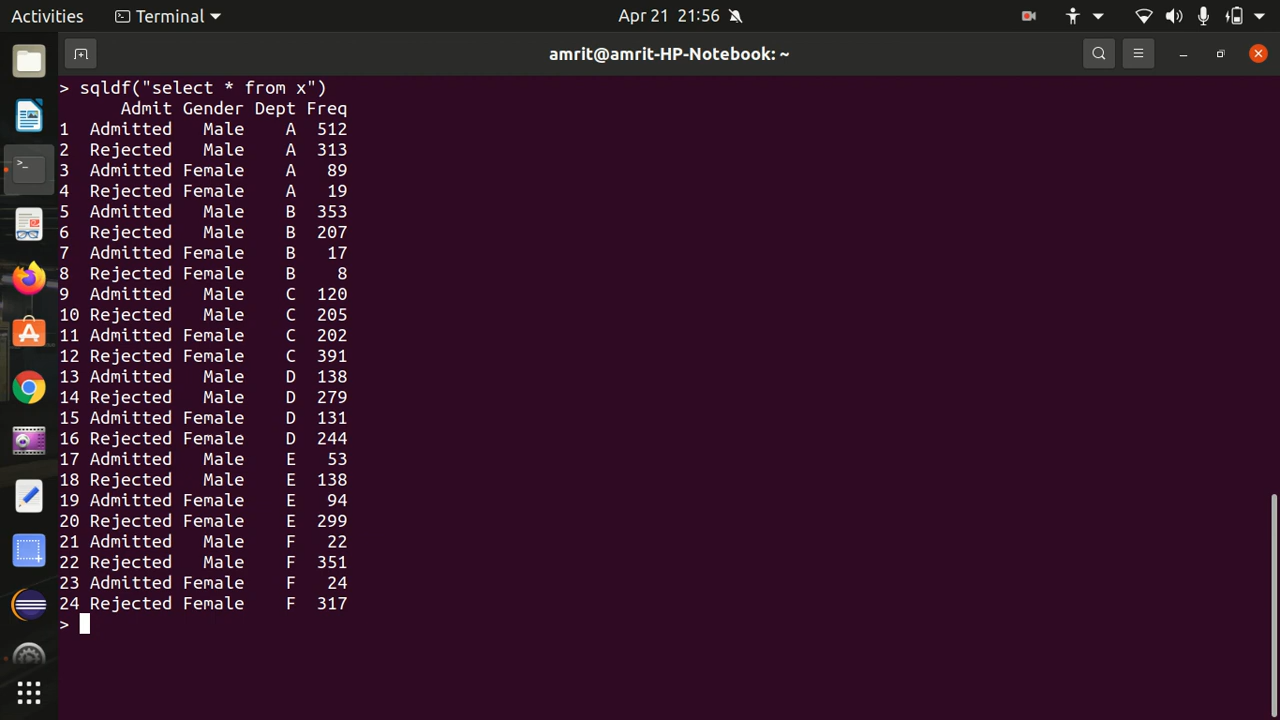 Activities Terminal Apr 21 21:56
amrit@amrit-HP-Notebook: ~
> sqldf("select * from x")
Admit Gender Dept Freq
1 Admitted Male A 512
2 Rejected Male A 313
3 Admitted Female A 89
4 Rejected Female A 19
5 Admitted Male B 353
6 Rejected Male B 207
7 Admitted Female B 17
8 Rejected Female B 8
9 Admitted Male C 120
10 Rejected Male C 205
11 Admitted Female C 202
12 Rejected Female C 391
13 Admitted Male D 138
14 Rejected Male D 279
15 Admitted Female D 131
16 Rejected Female D 244
17 Admitted Male E 53
18 Rejected Male E 138
19 Admitted Female E 94
20 Rejected Female E 299
21 Admitted Male F 22
22 Rejected Male F 351
23 Admitted Female F 24
24 Rejected Female F 317
>